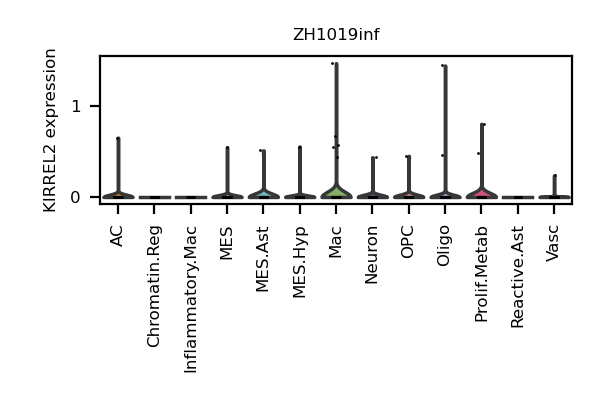 ZH1019inf
KIRREL2 expression
1
0
AC
Chromatin.Reg
Inflammatory.Mac
MES
MES.Ast
MES.Hyp
Mac
Neuron
OPC
Oligo
Prolif.Metab
Reactive.Ast
Vasc